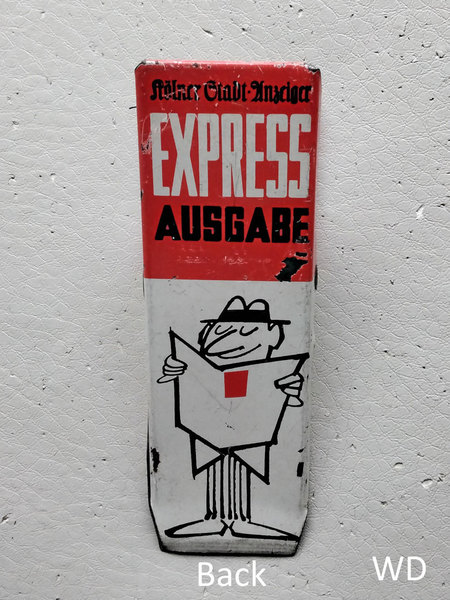 Kölner Stadt-Anzeiger
EXPRESS
AUSGABE
Back
WD